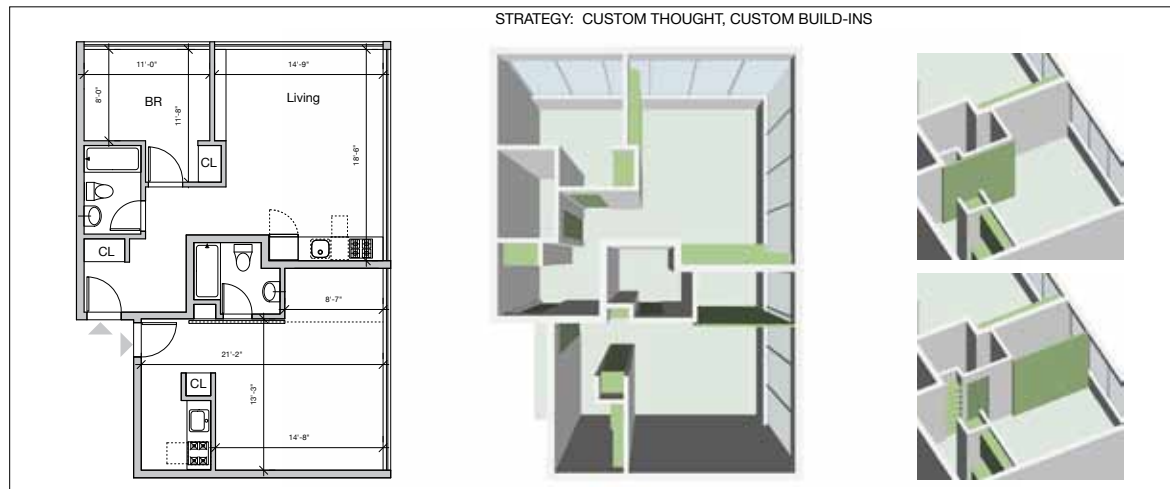 STRATEGY: CUSTOM THOUGHT, CUSTOM BUILD-INS
11'-0"
14'-9"
8'-0"
BR
11'-8"
Living
CL
18'-6"
CL
8'-7"
21'-2"
CL
13'-3"
14'-8"